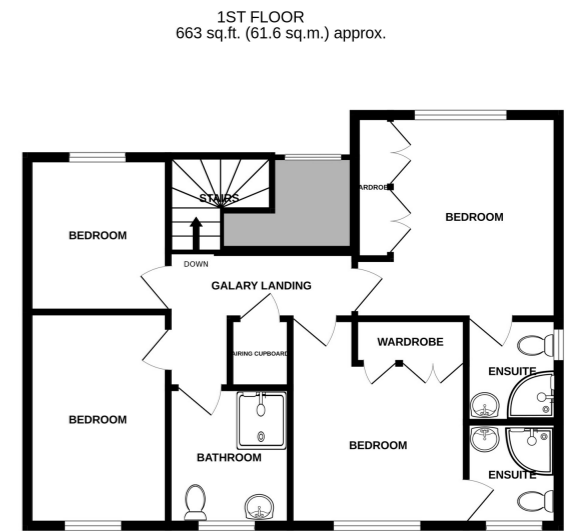 1ST FLOOR
663 sq.ft. (61.6 sq.m.) approx.
STAIRS
ARDROBE
BEDROOM
BEDROOM
DOWN
GALARY LANDING
WARDROBE
AIRING CUPBOARD
ENSUITE
BEDROOM
BEDROOM
BATHROOM
ENSUITE